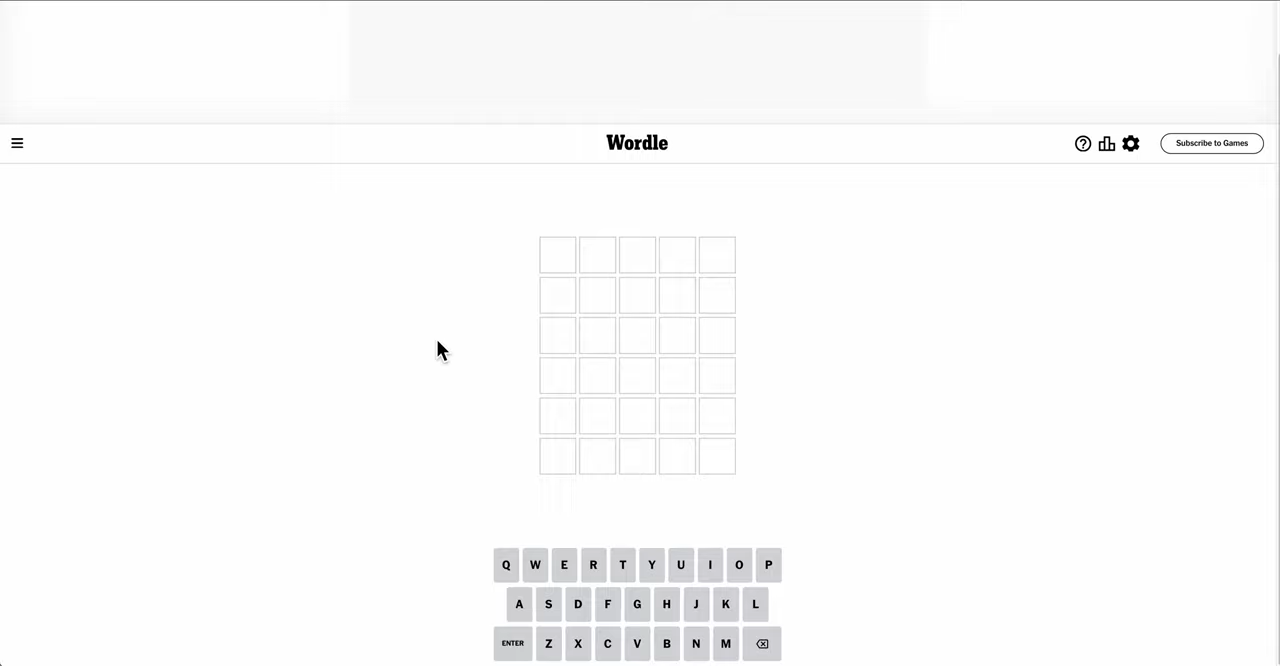 Wordle
Subscribe to Games
Q W E R T Y U I O P
A S D F G H J K L
ENTER Z X C V B N M